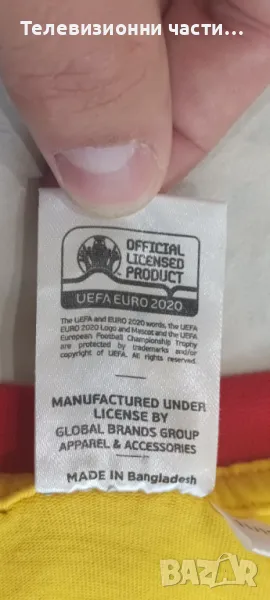 Телевизионни части...
OFFICIAL
LICENSED
PRODUCT
UEFA EURO 2020
The UEFA and EURO 2020 words, the UEFA
EURO 2020 Logo and Mascot and the UEFA
European Football Championship Trophy
are protected by trademarks and/or
copyright of UEFA. All rights reserved.
MANUFACTURED UNDER
LICENSE BY
GLOBAL BRANDS GROUP
APPAREL & ACCESSORIES
MADE IN Bangladesh
BAZAR